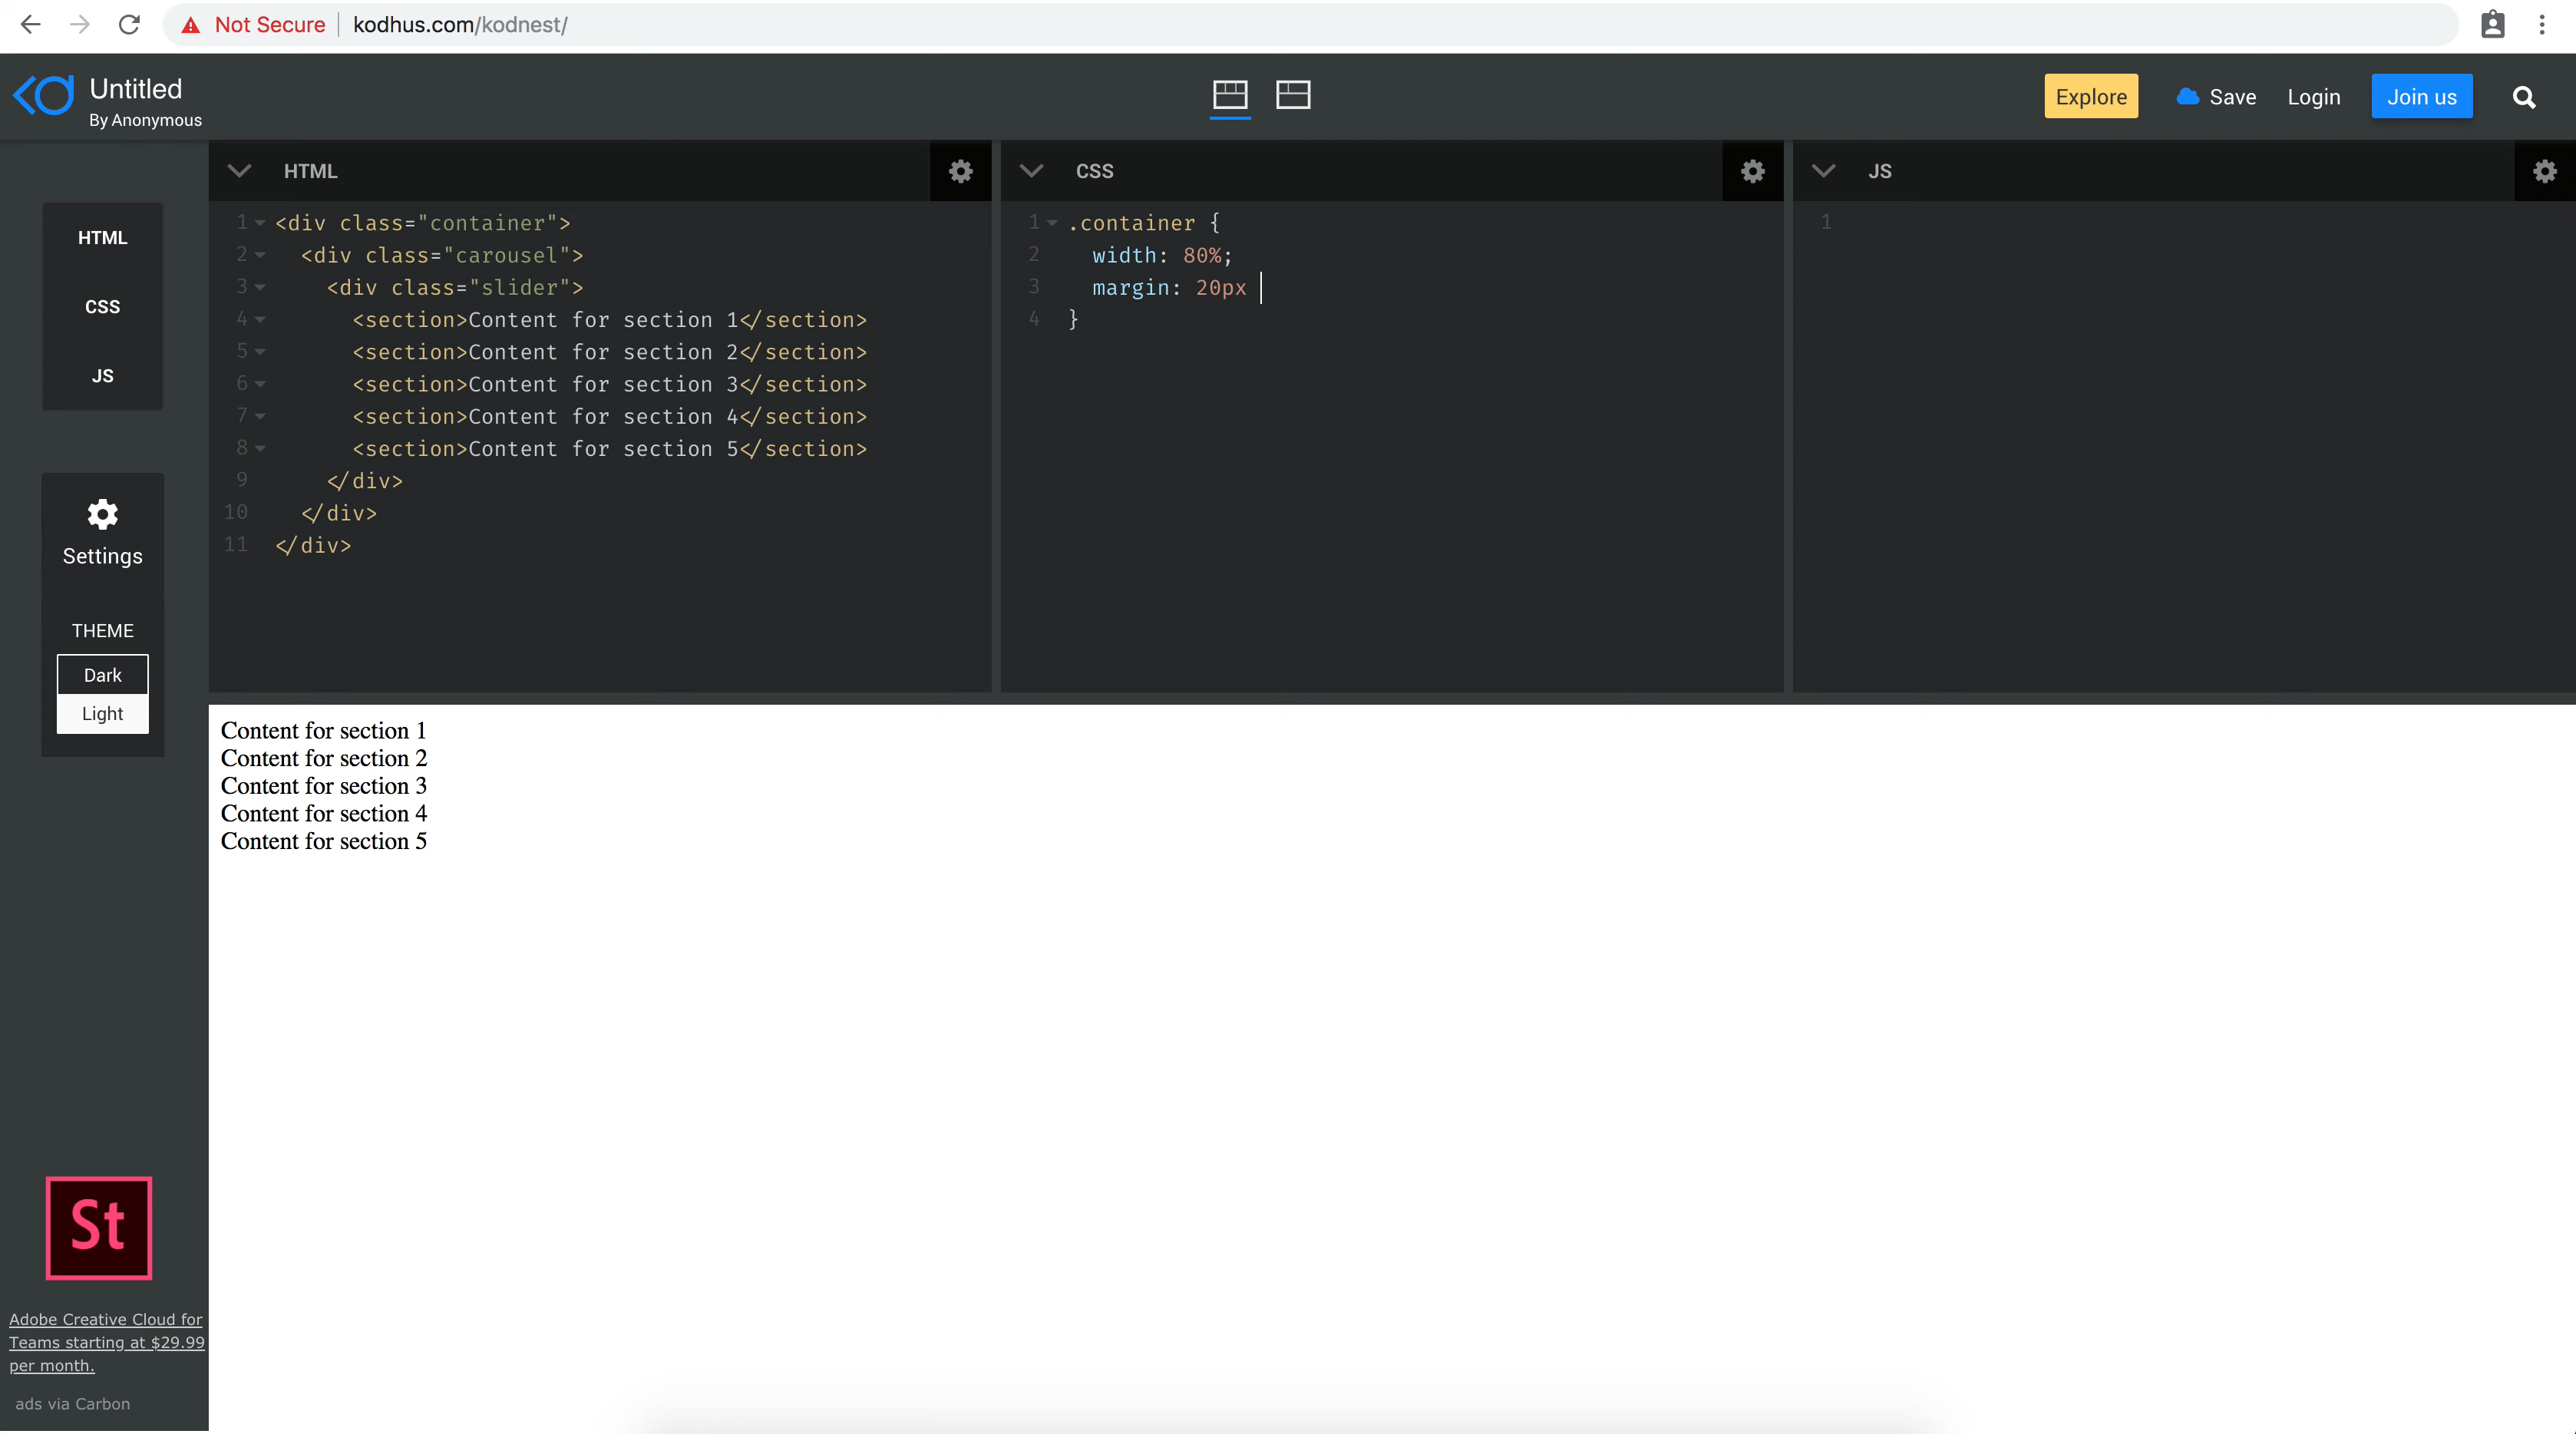 Not Secure | kodhus.com/kodnest/
Untitled
By Anonymous
Explore
Save
Login
Join us
HTML
CSS
JS
Settings
THEME
Dark
Light
HTML
1 <div class="container">
2 <div class="carousel">
3 <div class="slider">
4 <section>Content for section 1</section>
5 <section>Content for section 2</section>
6 <section>Content for section 3</section>
7 <section>Content for section 4</section>
8 <section>Content for section 5</section>
9 </div>
10 </div>
11 </div>
CSS
1 .container {
2 width: 80%;
3 margin: 20px
4 }
JS
1
Content for section 1
Content for section 2
Content for section 3
Content for section 4
Content for section 5
St
Adobe Creative Cloud for
Teams starting at $29.99
per month.
ads via Carbon